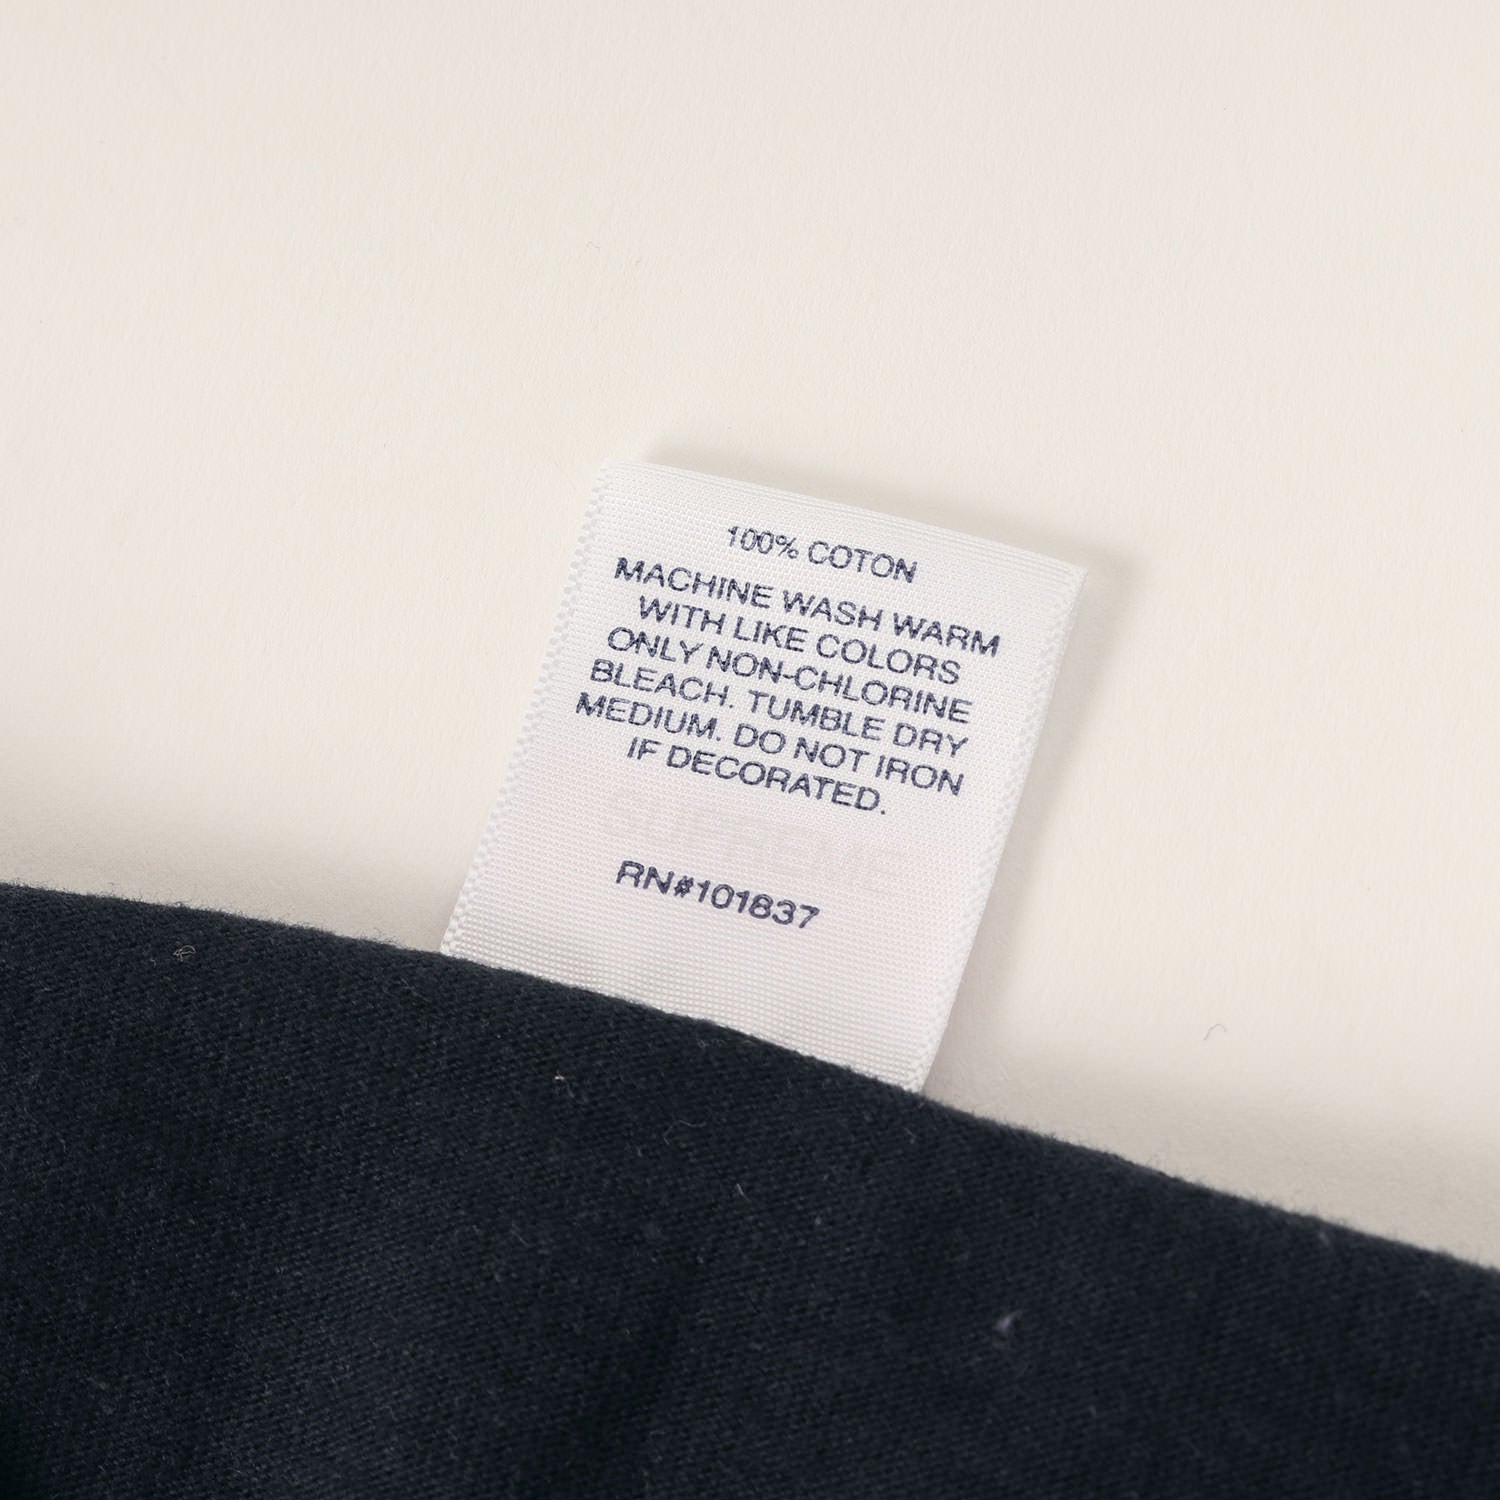 100% COTON
MACHINE WASH WARM
WITH LIKE COLORS
ONLY NON-CHLORINE
BLEACH. TUMBLE DRY
MEDIUM. DO NOT IRON
IF DECORATED.
RN#101837